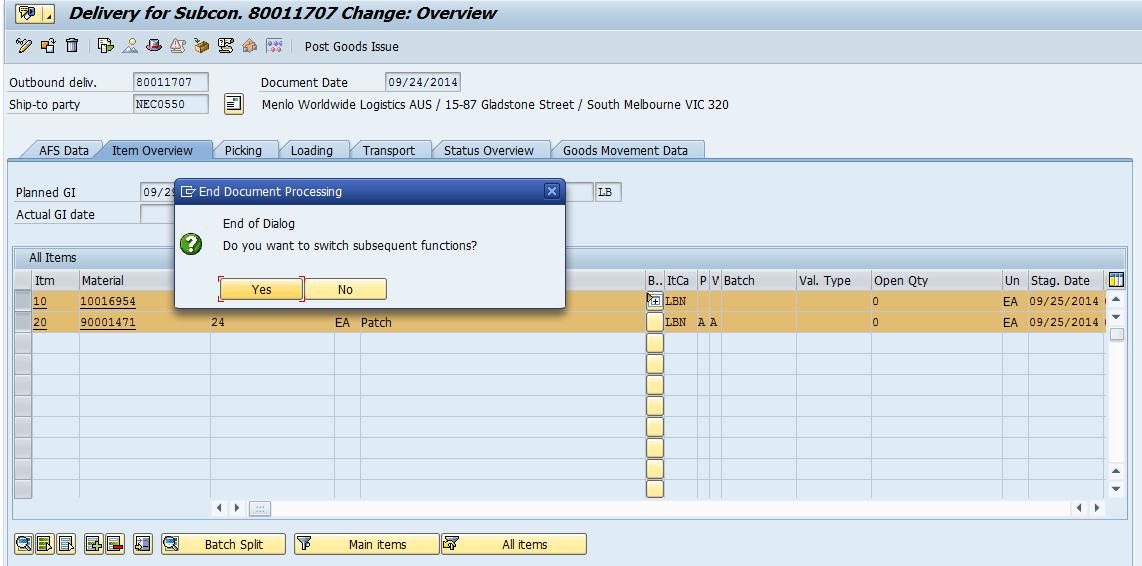 Delivery for Subcon. 80011707 Change: Overview
Post Goods Issue
Outbound deliv. 80011707 Document Date 09/24/2014
Ship-to party NEC0550 Menlo Worldwide Logistics AUS / 15-87 Gladstone Street / South Melbourne VIC 320
AFS Data Item Overview Picking Loading Transport Status Overview Goods Movement Data
Planned GI LB
Actual GI date
End Document Processing
End of Dialog
Do you want to switch subsequent functions?
Yes No
All Items
Itm Material B.. ItCa P V Batch Val. Type Open Qty Un Stag. Date
10 10016954 LBN 0 EA 09/25/2014
20 90001471 24 EA Patch LBN A A 0 EA 09/25/2014
Batch Split Main items All items